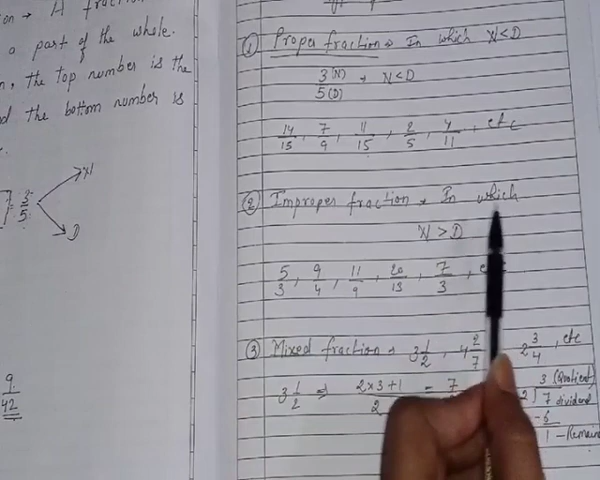 A fraction
a part of the whole.
, the top number is the
d the bottom number is
3/5
N
D
9/42
① Proper fraction → In which N<D
3(N)/5(D) → N<D
14/15, 7/9, 11/15, 2/5, 4/11, etc
② Improper fraction → In which
N>D
5/3, 9/4, 11/9, 20/13, 7/3,
③ Mixed fraction → 3 1/2, 4 2/7, 2 3/4, etc
3 1/2 ⇒ 2×3+1/2 = 7
3 (Quotient)
2 7 dividend
-6
1 - Remain